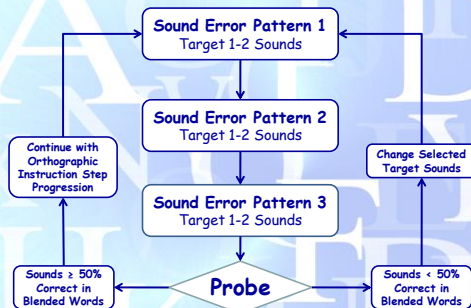 Sound Error Pattern 1
Target 1-2 Sounds
Sound Error Pattern 2
Target 1-2 Sounds
Continue with
Orthographic
Instruction Step
Progression
Change Selected
Target Sounds
Sound Error Pattern 3
Target 1-2 Sounds
Sounds ≥ 50%
Correct in
Blended Words
Probe
Sounds < 50%
Correct in
Blended Words